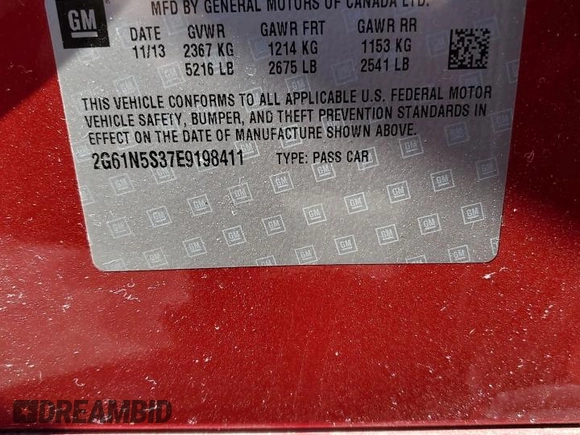 MFD BY GENERAL MOTORS OF CANADA LTD.
GM
DATE GVWR GAWR FRT GAWR RR
11/13 2367 KG 1214 KG 1153 KG
5216 LB 2675 LB 2541 LB
THIS VEHICLE CONFORMS TO ALL APPLICABLE U.S. FEDERAL MOTOR
VEHICLE SAFETY, BUMPER, AND THEFT PREVENTION STANDARDS IN
EFFECT ON THE DATE OF MANUFACTURE SHOWN ABOVE.
2G61N5S37E9198411 TYPE: PASS CAR
DREAMBID